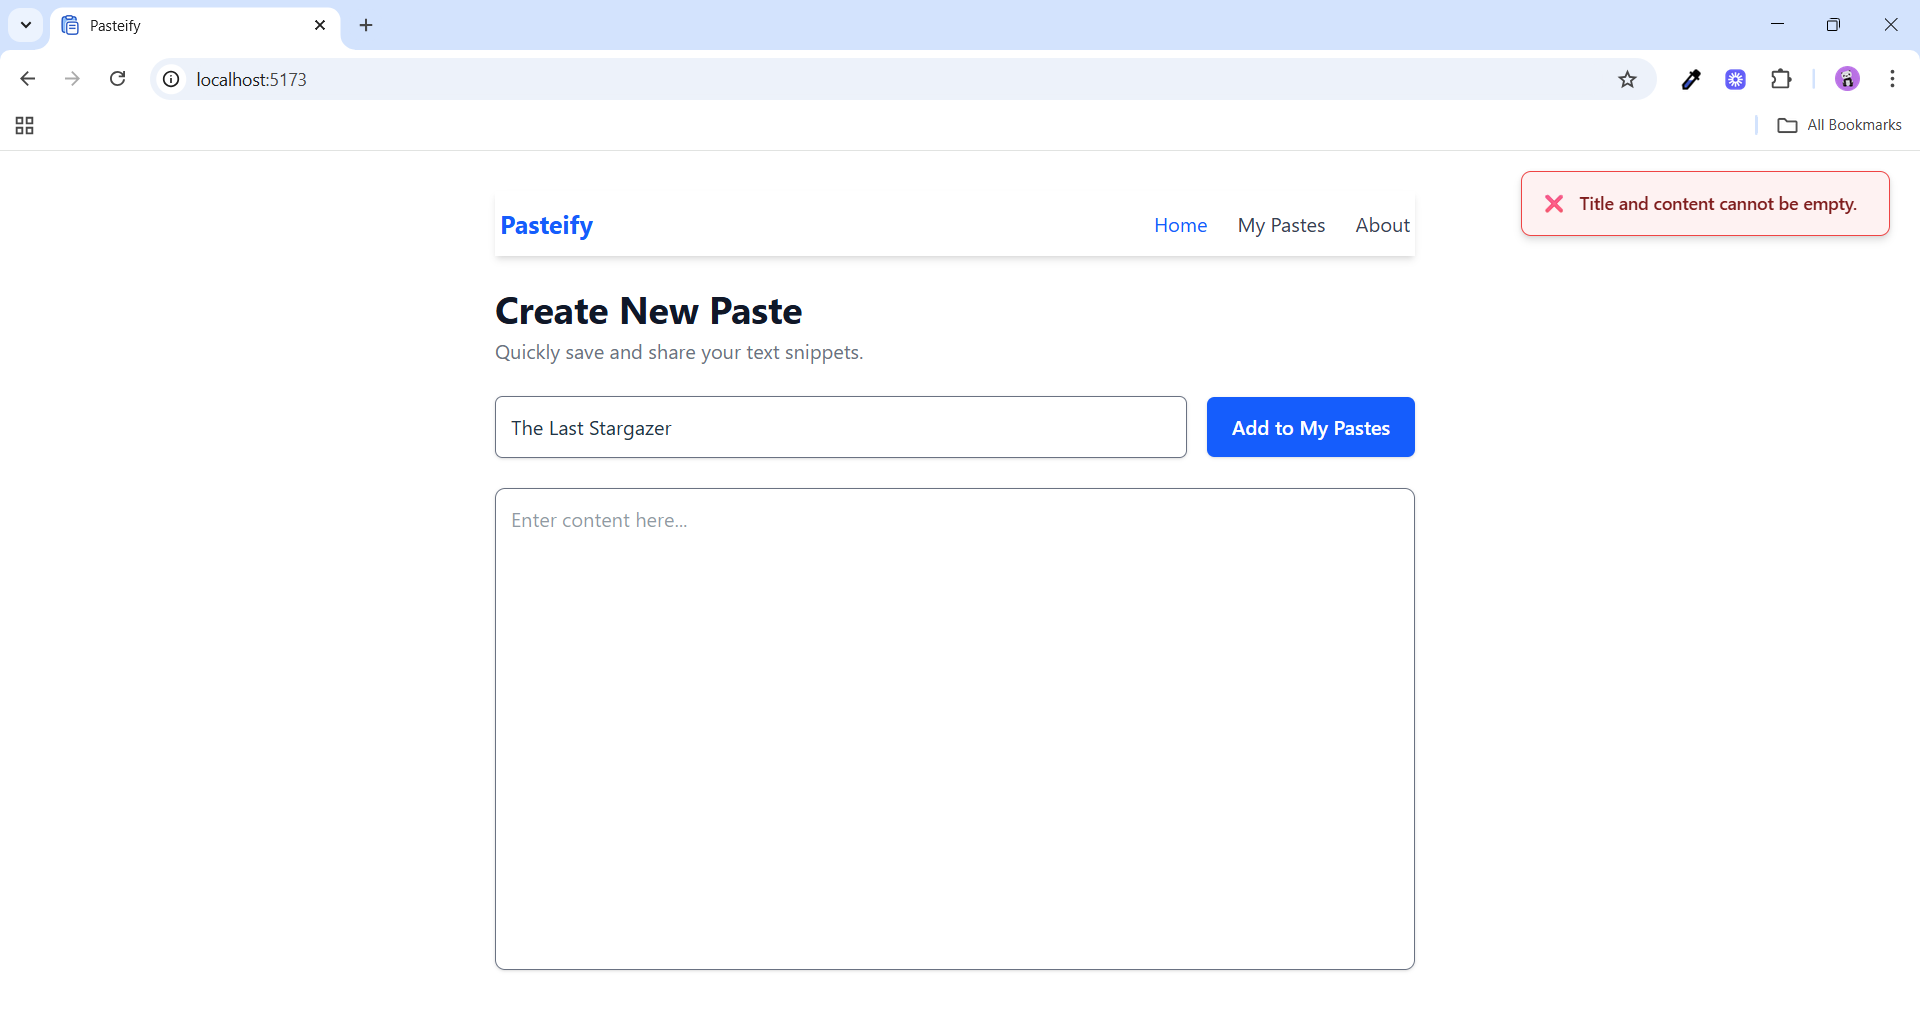 Pasteify
localhost:5173
All Bookmarks
Title and content cannot be empty.
Pasteify
Home
My Pastes
About
Create New Paste
Quickly save and share your text snippets.
The Last Stargazer
Add to My Pastes
Enter content here...